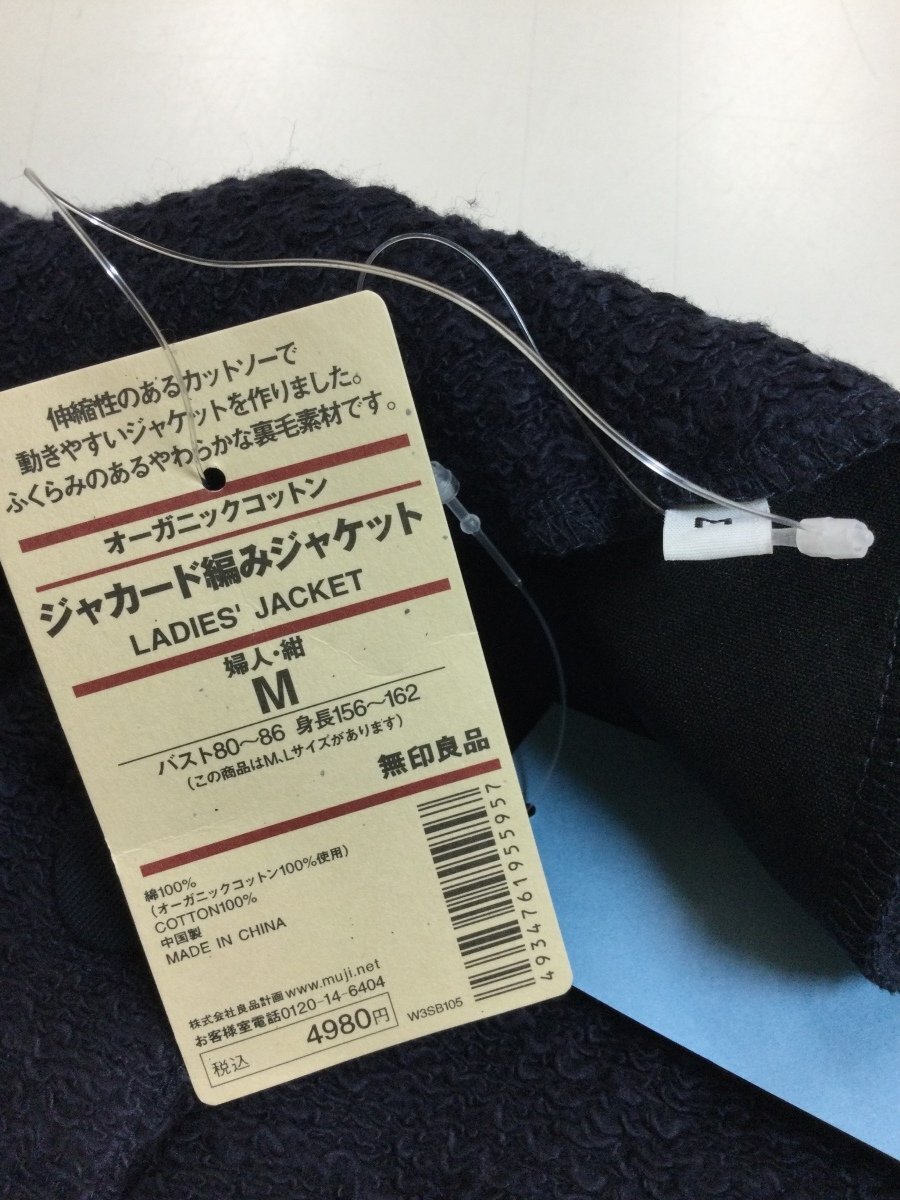 伸縮性のあるカットソーで
動きやすいジャケットを作りました。
ふくらみのあるやわらかな裏毛素材です。
オーガニックコットン
ジャカード編みジャケット
LADIES' JACKET
婦人・紺
M
バスト80〜86 身長156〜162
(この商品はM、Lサイズがあります)
無印良品
綿100%
(オーガニックコットン100%使用)
COTTON100%
中国製
MADE IN CHINA
株式会社良品計画 www.muji.net
お客様室電話0120-14-6404
税込 4980円
W3SB105
4934761955957
M